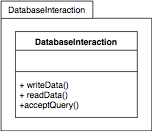 DatabaseInteraction
DatabaseInteraction
+ writeData()
+ readData()
+acceptQuery()